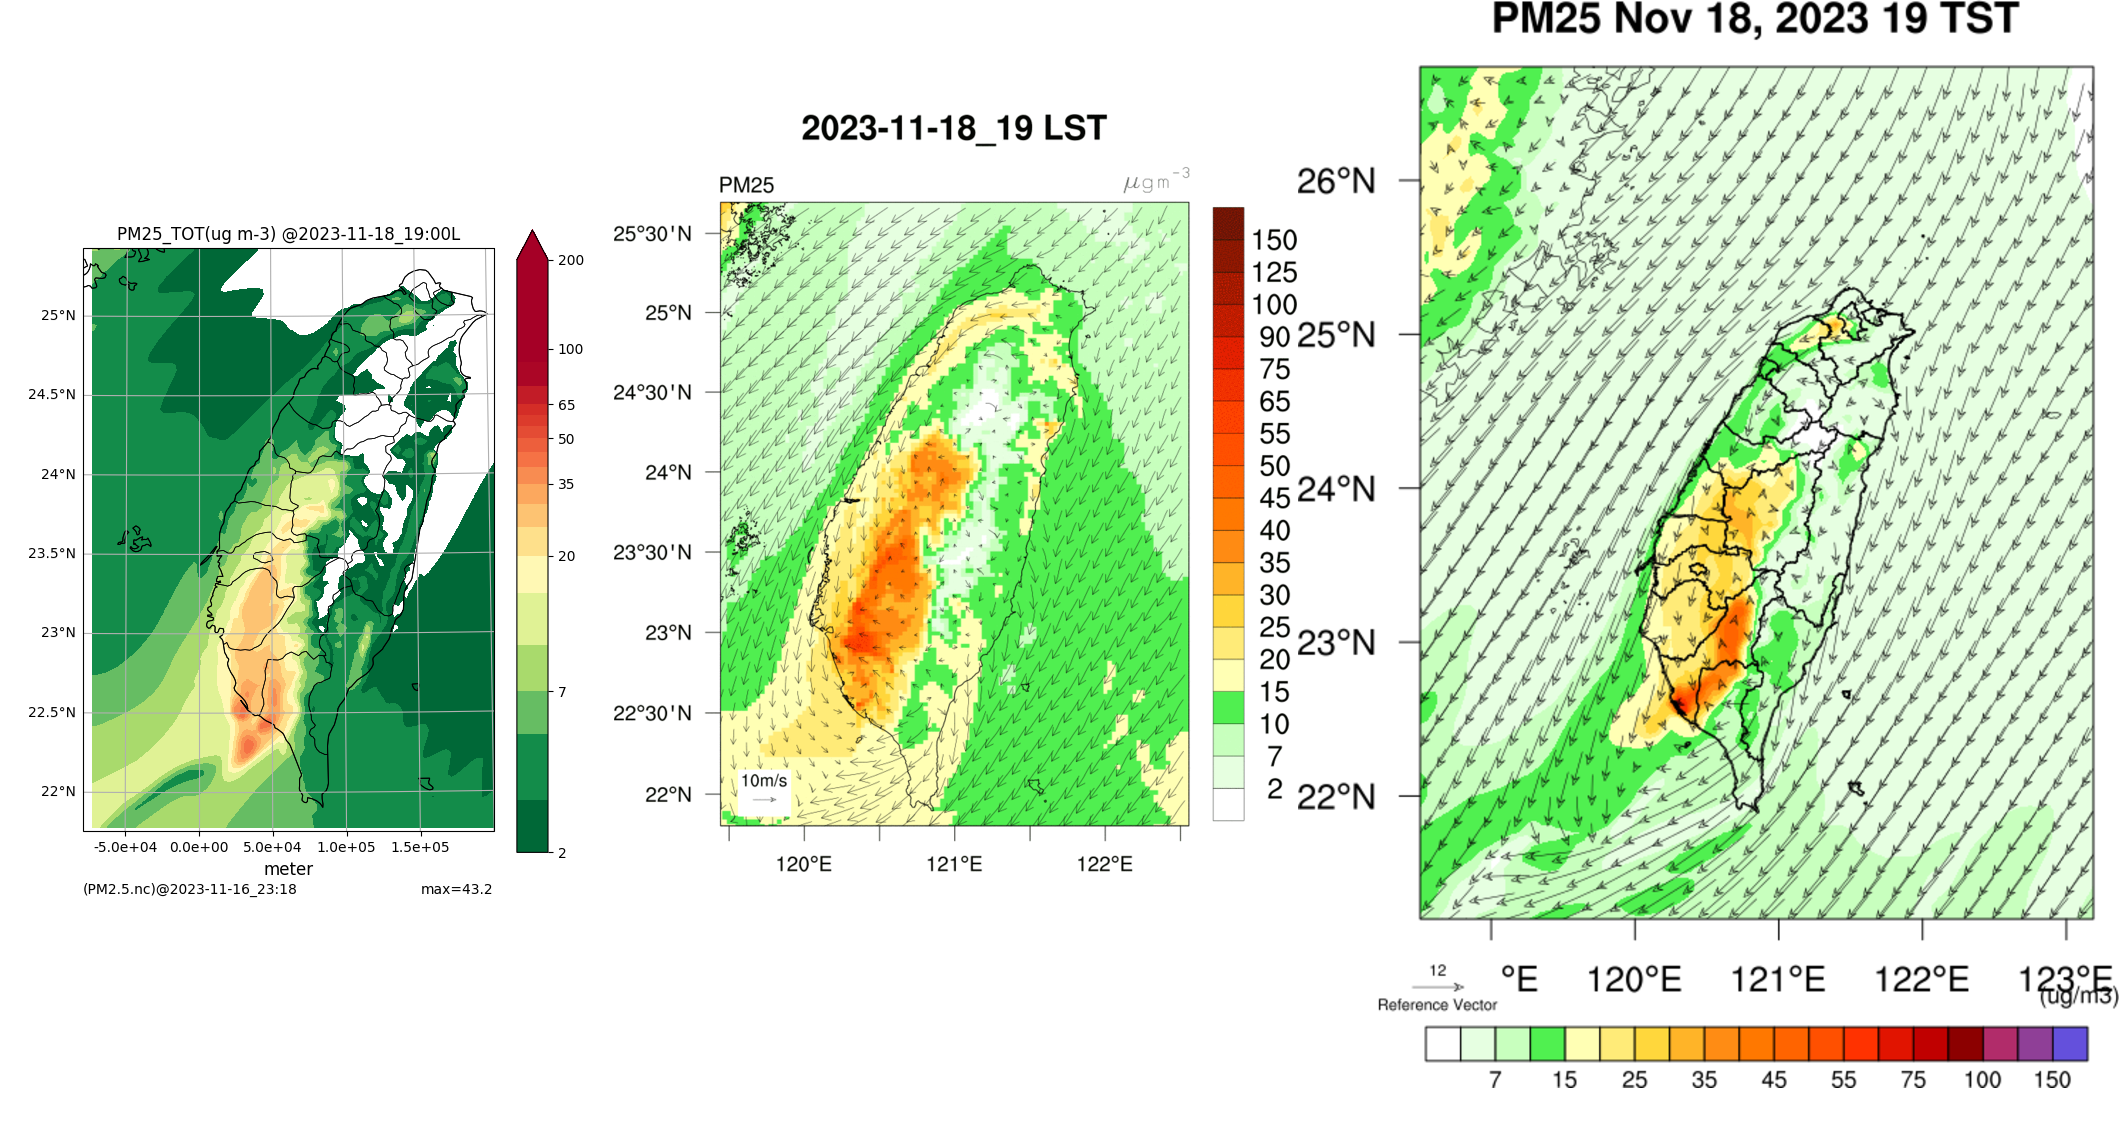 PM25_TOT(ug m-3) @2023-11-18_19:00L
25°N
24.5°N
24°N
23.5°N
23°N
22.5°N
22°N
-5.0e+04 0.0e+00 5.0e+04 1.0e+05 1.5e+05
meter
(PM2.5.nc)@2023-11-16_23:18 max=43.2
200
100
65
50
35
20
7
2
2023-11-18_19 LST
PM25 μgm⁻³
25°30'N
25°N
24°30'N
24°N
23°30'N
23°N
22°30'N
22°N
10m/s
120°E 121°E 122°E
150
125
100
90
75
65
55
50
45
40
35
30
25
20
15
10
7
2
PM25 Nov 18, 2023 19 TST
26°N
25°N
24°N
23°N
22°N
°E 120°E 121°E 122°E 123°E
12
Reference Vector
(ug/m3)
7 15 25 35 45 55 75 100 150